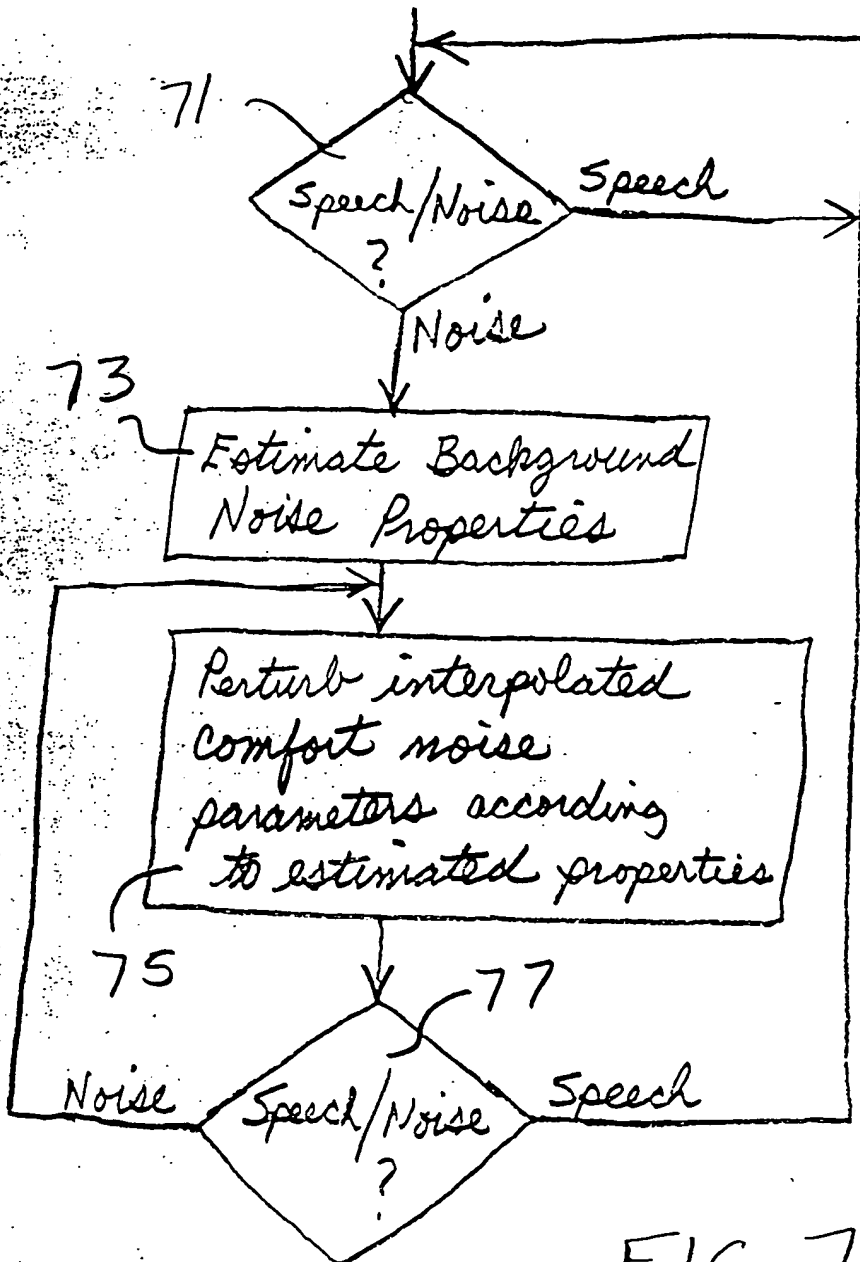 71
Speech/Noise
?
Speech
Noise
73
Estimate Background
Noise Properties
Perturb interpolated
comfort noise
parameters according
to estimated properties
75
77
Noise
Speech/Noise
?
Speech
FIG. 7